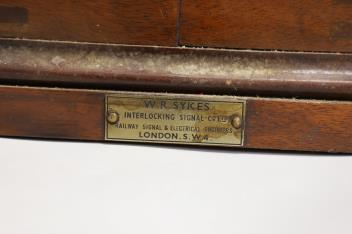 W.R. SYKES
INTERLOCKING SIGNAL CO LTD
RAILWAY SIGNAL & ELECTRICAL ENGINEERS
LONDON. S.W.4.